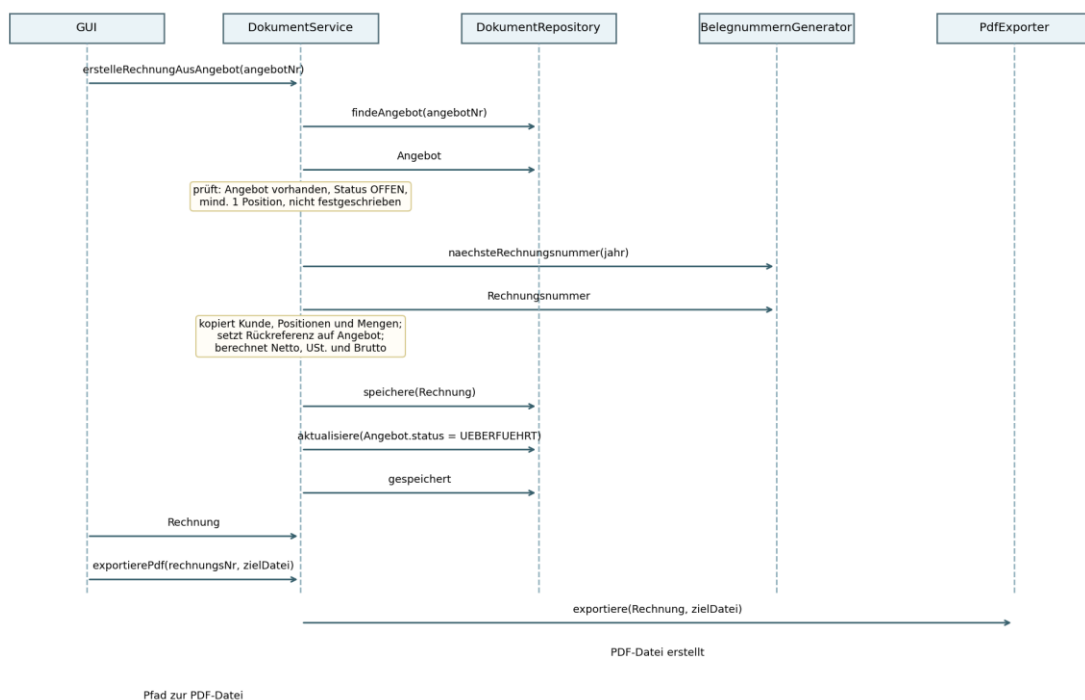 GUI
DokumentService
DokumentRepository
BelegnummernGenerator
PdfExporter
erstelleRechnungAusAngebot(angebotNr)
findeAngebot(angebotNr)
Angebot
prüft: Angebot vorhanden, Status OFFEN,
mind. 1 Position, nicht festgeschrieben
naechsteRechnungsnummer(jahr)
Rechnungsnummer
kopiert Kunde, Positionen und Mengen;
setzt Rückreferenz auf Angebot;
berechnet Netto, USt. und Brutto
speichere(Rechnung)
aktualisiere(Angebot.status = UEBERFUEHRT)
gespeichert
Rechnung
exportierePdf(rechnungsNr, zielDatei)
exportiere(Rechnung, zielDatei)
PDF-Datei erstellt
Pfad zur PDF-Datei